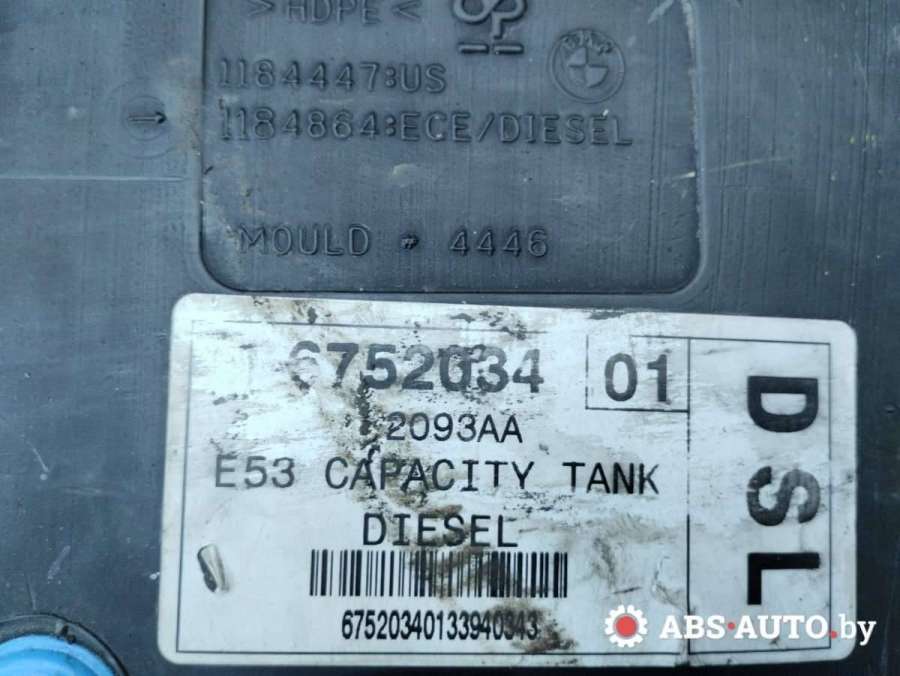 >HDPE<
BMW
1184447:US
1184864:ECE/DIESEL
MOULD # 4446
6752034 01
2093AA
E53 CAPACITY TANK
DIESEL
67520340133940343
DSL
ABS-AUTO.by